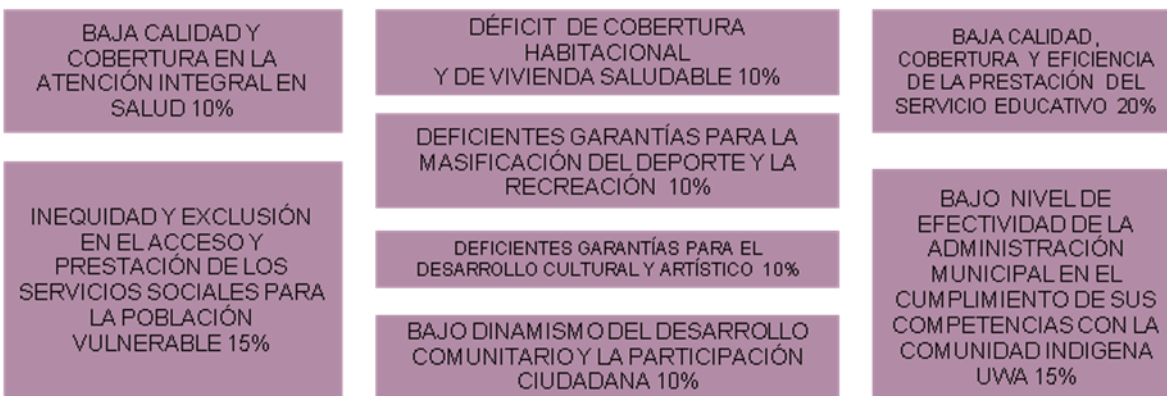 BAJA CALIDAD Y
COBERTURA EN LA
ATENCIÓN INTEGRAL EN
SALUD 10%
INEQUIDAD Y EXCLUSIÓN
EN EL ACCESO Y
PRESTACIÓN DE LOS
SERVICIOS SOCIALES PARA
LA POBLACIÓN
VULNERABLE 15%
DÉFICIT DE COBERTURA
HABITACIONAL
Y DE VIVIENDA SALUDABLE 10%
DEFICIENTES GARANTÍAS PARA LA
MASIFICACIÓN DEL DEPORTE Y LA
RECREACIÓN 10%
DEFICIENTES GARANTÍAS PARA EL
DESARROLLO CULTURAL Y ARTÍSTICO 10%
BAJO DINAMISMO DEL DESARROLLO
COMUNITARIO Y LA PARTICIPACIÓN
CIUDADANA 10%
BAJA CALIDAD,
COBERTURA Y EFICIENCIA
DE LA PRESTACIÓN DEL
SERVICIO EDUCATIVO 20%
BAJO NIVEL DE
EFECTIVIDAD DE LA
ADMINISTRACIÓN
MUNICIPAL EN EL
CUMPLIMIENTO DE SUS
COMPETENCIAS CON LA
COMUNIDAD INDIGENA
UWA 15%